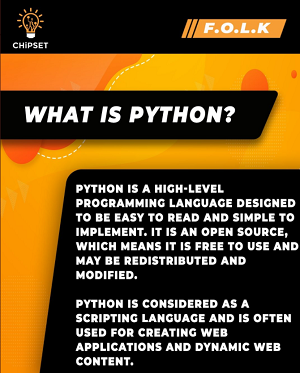 CHiPSET
F.O.L.K
WHAT IS PYTHON?
PYTHON IS A HIGH-LEVEL
PROGRAMMING LANGUAGE DESIGNED
TO BE EASY TO READ AND SIMPLE TO
IMPLEMENT. IT IS AN OPEN SOURCE,
WHICH MEANS IT IS FREE TO USE AND
MAY BE REDISTRIBUTED AND
MODIFIED.
PYTHON IS CONSIDERED AS A
SCRIPTING LANGUAGE AND IS OFTEN
USED FOR CREATING WEB
APPLICATIONS AND DYNAMIC WEB
CONTENT.